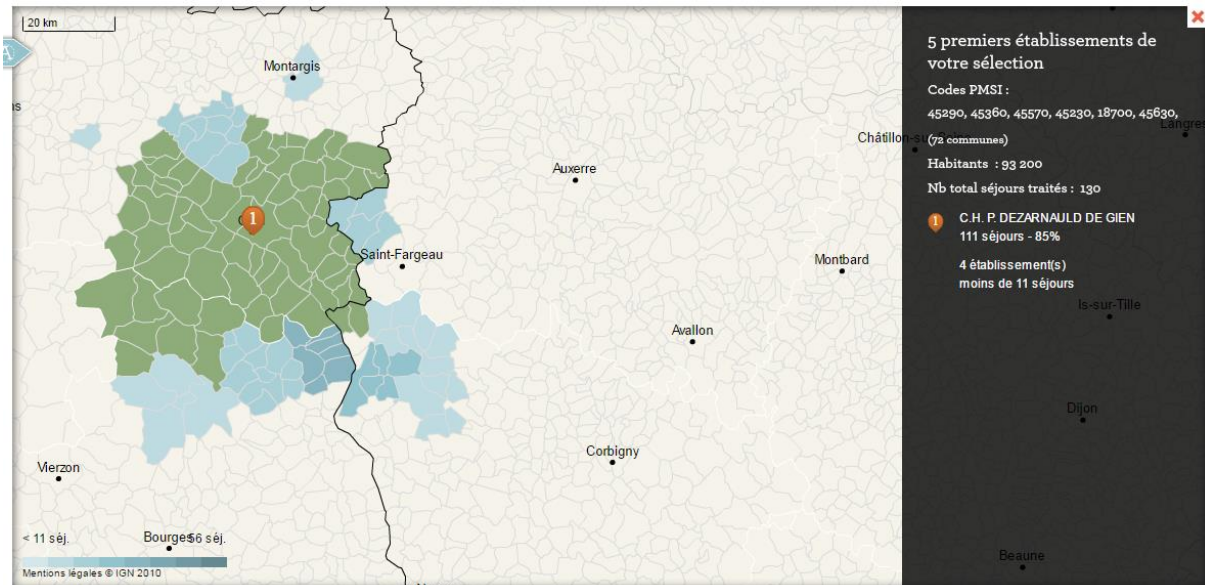 20 km
A
Montargis
ns
Auxerre
Châtillon-su
Langres
Saint-Fargeau
Montbard
Is-sur-Tille
Avallon
Dijon
Corbigny
Vierzon
Bourges
Beaune
1
< 11 séj.
56 séj.
Mentions légales © IGN 2010
5 premiers établissements de
votre sélection
Codes PMSI :
45290, 45360, 45570, 45230, 18700, 45630,
(72 communes)
Habitants : 93 200
Nb total séjours traités : 130
1
C.H. P. DEZARNAULD DE GIEN
111 séjours - 85%
4 établissement(s)
moins de 11 séjours